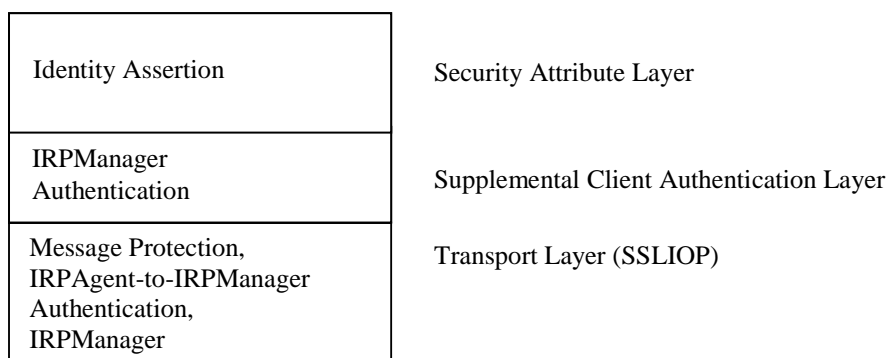 Identity Assertion
Security Attribute Layer
IRPManager
Authentication
Supplemental Client Authentication Layer
Message Protection,
IRPAgent-to-IRPManager
Authentication,
IRPManager
Transport Layer (SSLIOP)